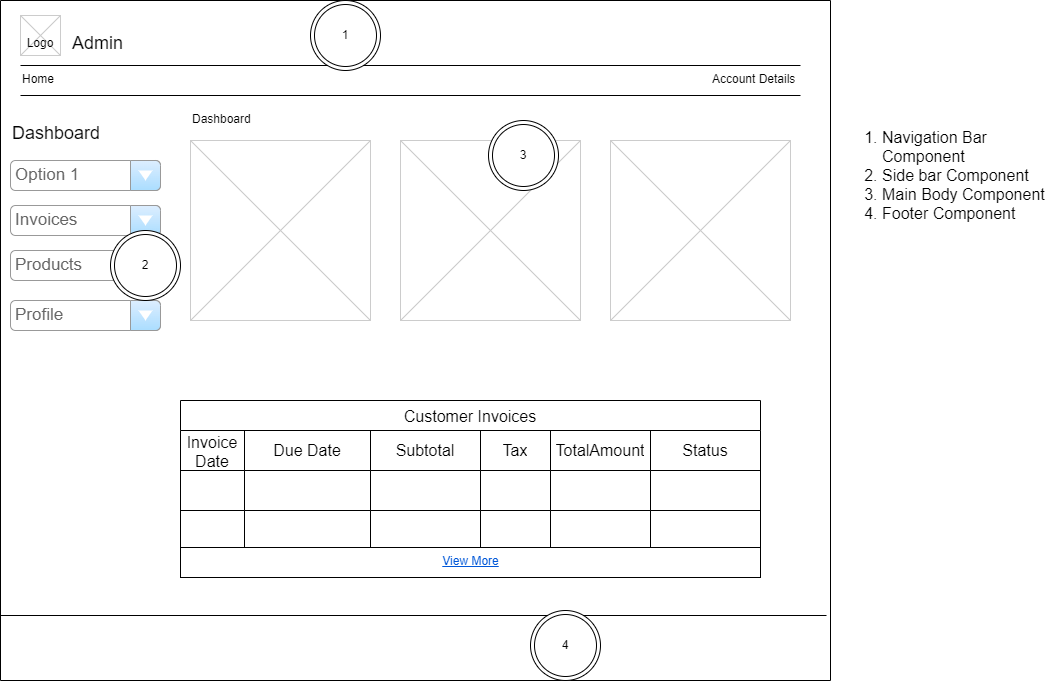 Logo
Admin
1
Home
Account Details
Dashboard
Dashboard
Option 1
Invoices
Products
Profile
2
3
Customer Invoices
Invoice
Date
Due Date
Subtotal
Tax
TotalAmount
Status
View More
4
1. Navigation Bar
Component
2. Side bar Component
3. Main Body Component
4. Footer Component